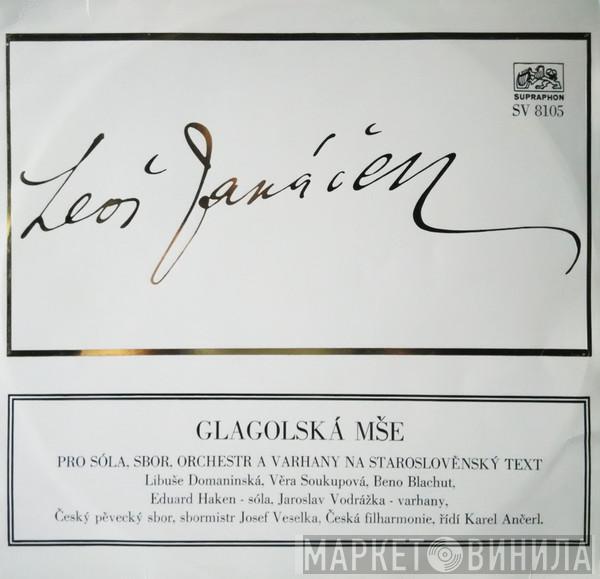 SUPRAPHON
SV 8105
Leoš Janáček
GLAGOLSKÁ MŠE
PRO SÓLA, SBOR, ORCHESTR A VARHANY NA STAROSLOVĚNSKÝ TEXT
Libuše Domanínská, Věra Soukupová, Beno Blachut,
Eduard Haken - sóla, Jaroslav Vodrážka - varhany,
Český pěvecký sbor, sbormistr Josef Veselka, Česká filharmonie, řídí Karel Ančerl.
МАРКЕТ ВИНИЛА